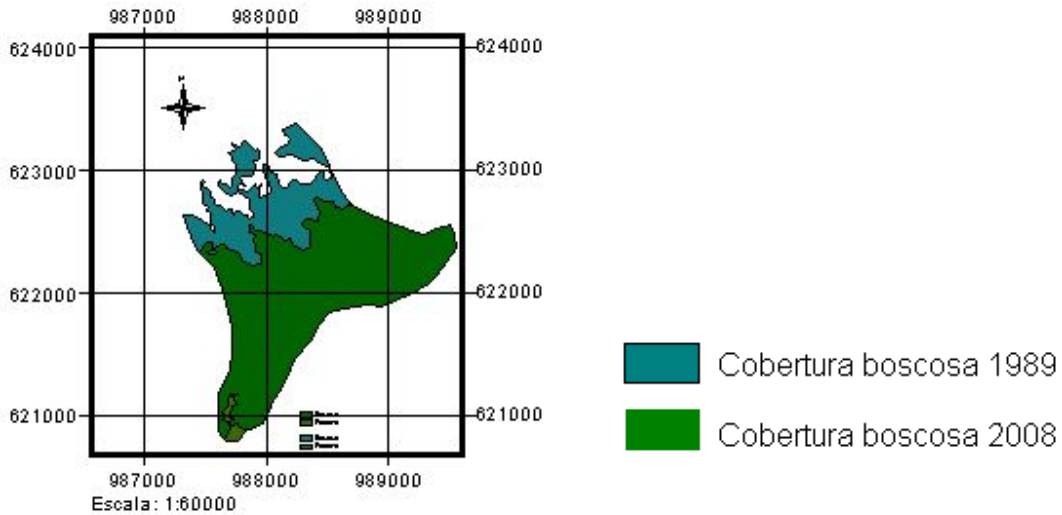 987000 988000 989000
624000 624000
N
623000 623000
622000 622000
621000 621000
987000 988000 989000
Escala: 1:60000
Cobertura boscosa 1989
Cobertura boscosa 2008